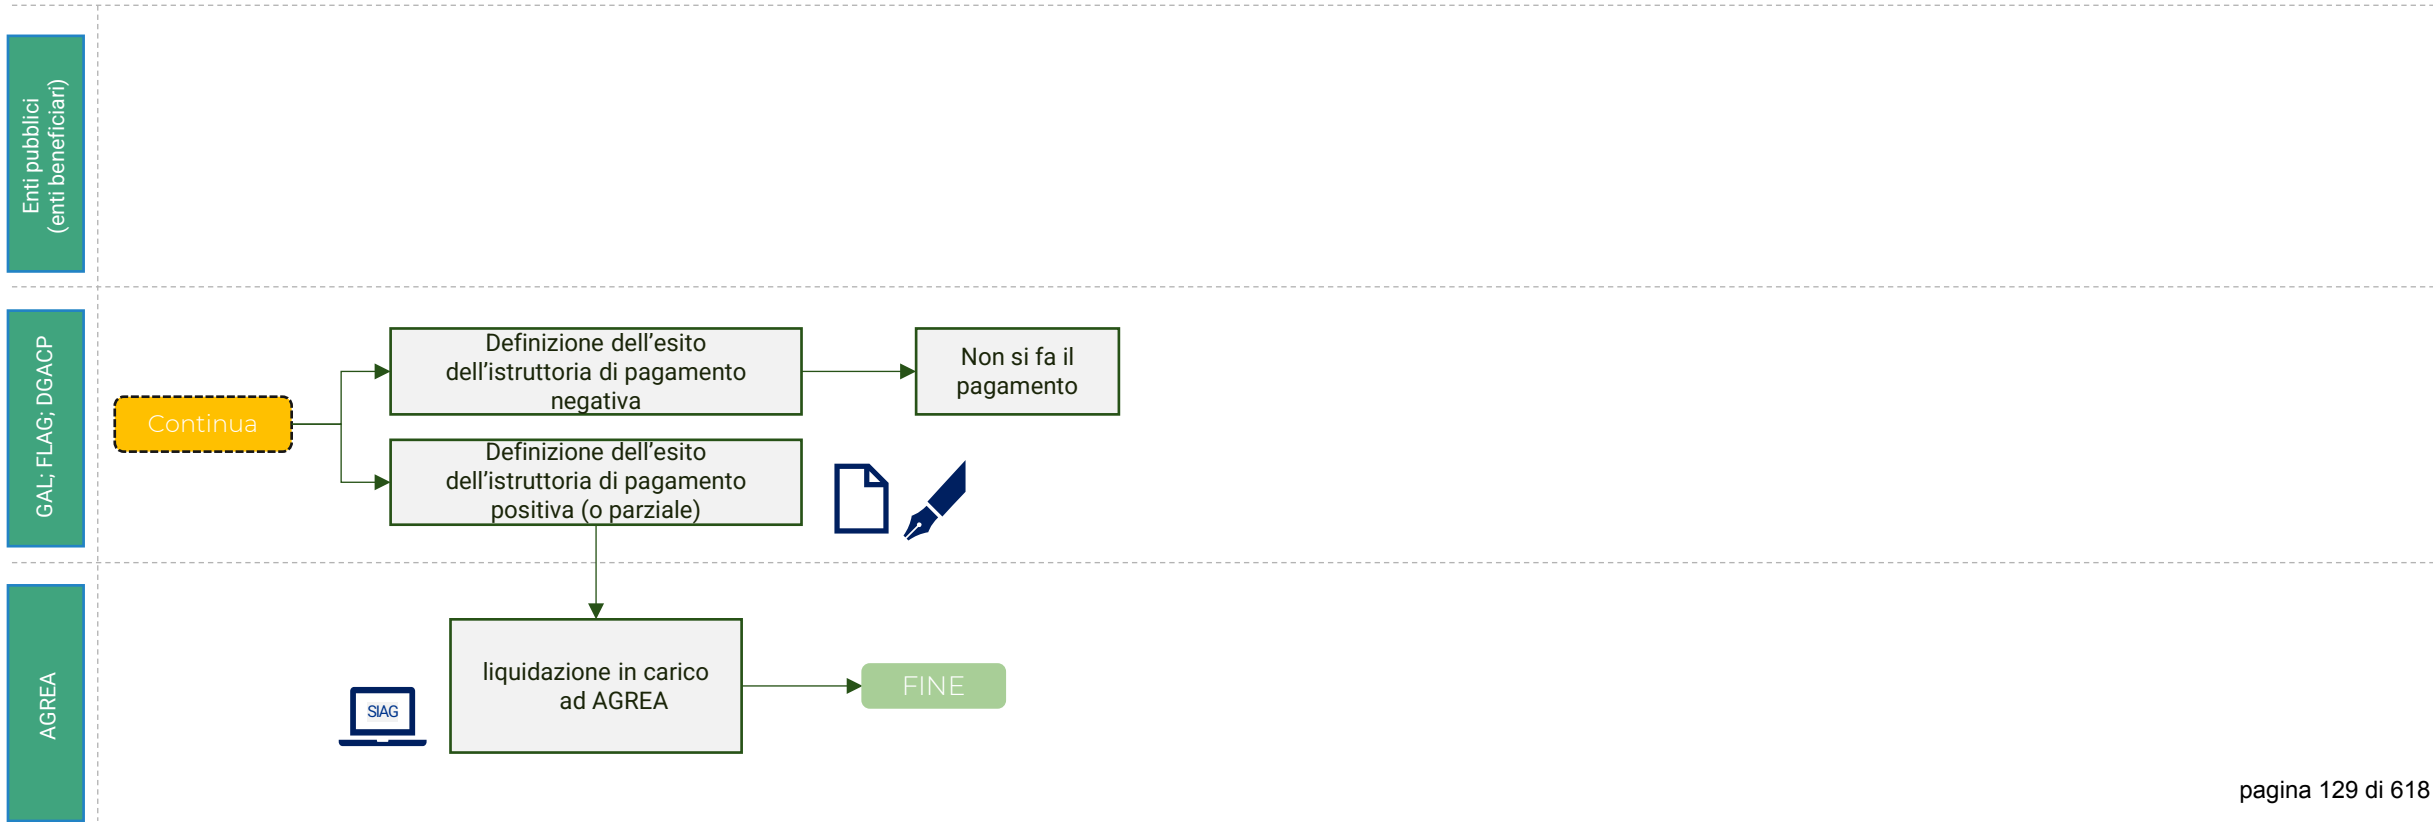 Enti pubblici
(enti beneficiari)
GAL; FLAG; DGACP
Continua
Definizione dell’esito
dell’istruttoria di pagamento
negativa
Non si fa il
pagamento
Definizione dell’esito
dell’istruttoria di pagamento
positiva (o parziale)
AGREA
SIAG
liquidazione in carico
ad AGREA
FINE
pagina 129 di 618